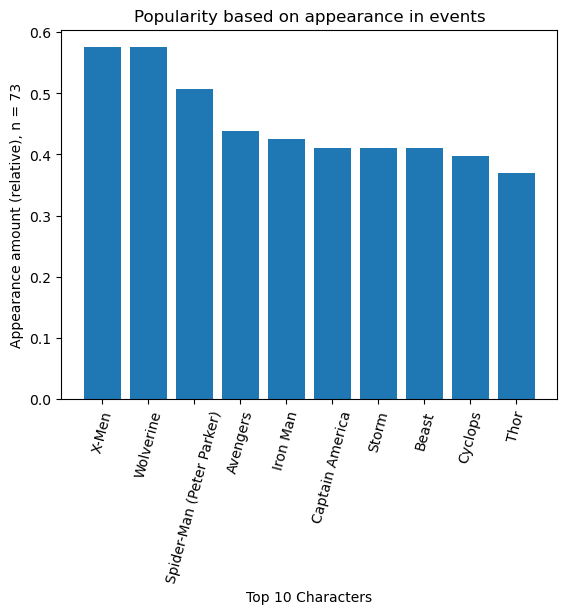 Popularity based on appearance in events
Appearance amount (relative), n = 73
0.6
0.5
0.4
0.3
0.2
0.1
0.0
X-Men
Wolverine
Spider-Man (Peter Parker)
Avengers
Iron Man
Captain America
Storm
Beast
Cyclops
Thor
Top 10 Characters